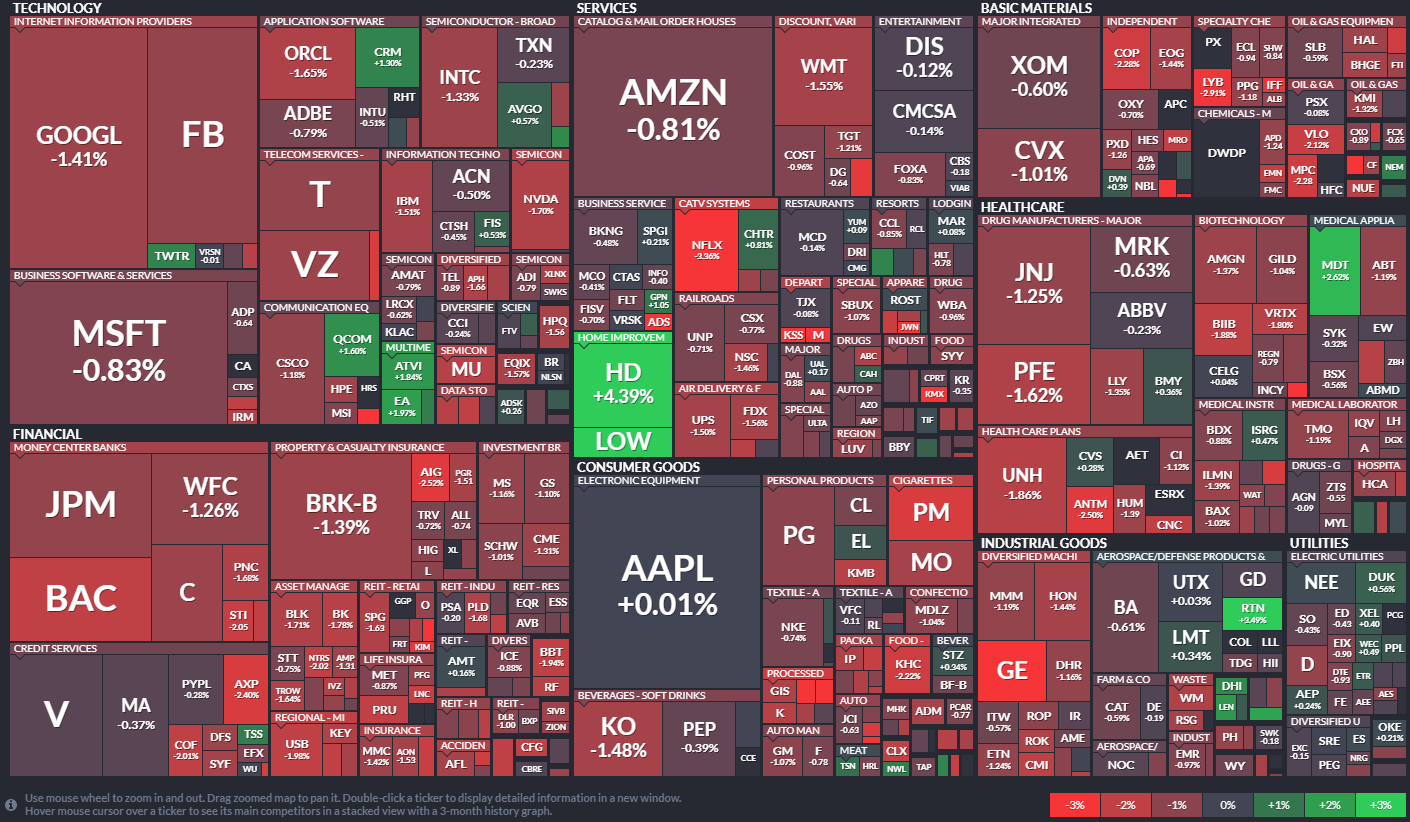 TECHNOLOGY
INTERNET INFORMATION PROVIDERS
GOOGL
-1.41%
FB
TWTR
VRSN
-0.01
APPLICATION SOFTWARE
ORCL
-1.65%
CRM
+1.30%
ADBE
-0.79%
INTU
-0.51%
RHT
SEMICONDUCTOR - BROAD
INTC
-1.33%
TXN
-0.23%
AVGO
+0.57%
TELECOM SERVICES -
T
VZ
INFORMATION TECHNO
IBM
-1.51%
ACN
-0.50%
CTSH
-0.45%
FIS
+0.53%
SEMICON
NVDA
-1.70%
BUSINESS SOFTWARE & SERVICES
MSFT
-0.83%
ADP
-0.64
CA
CTXS
IRM
COMMUNICATION EQ
CSCO
-1.18%
QCOM
+1.60%
HPE
HRS
MSI
SEMICON
AMAT
-0.79%
LRCX
-0.62%
KLAC
DIVERSIFIED
TEL
-0.89
APH
-1.66
SEMICON
ADI
-0.79
XLNX
SWKS
DIVERSIFIE
CCI
-0.24%
SCIEN
FTV
HPQ
-1.56
MULTIME
ATVI
+1.84%
EA
+1.97%
SEMICON
MU
EQIX
-1.57%
BR
NLSN
DATA STO
ADSK
+0.26
FINANCIAL
MONEY CENTER BANKS
JPM
WFC
-1.26%
BAC
C
PNC
-1.68%
STI
-2.05
PROPERTY & CASUALTY INSURANCE
BRK-B
-1.39%
AIG
-2.52%
PGR
-1.51
TRV
-0.72%
ALL
-0.74
HIG
XL
L
INVESTMENT BR
MS
-1.16%
GS
-1.10%
SCHW
-1.01%
CME
-1.31%
CREDIT SERVICES
V
MA
-0.37%
PYPL
-0.28%
AXP
-2.40%
COF
-2.01%
DFS
SYF
TSS
EFX
WU
ASSET MANAGE
BLK
-1.71%
BK
-1.78%
STT
-0.75%
NTRS
-2.02
AMP
-1.31
TROW
-1.64%
IVZ
REIT - RETAI
SPG
-1.63
GGP
O
FRT
KIM
REIT - INDU
PSA
-0.20
PLD
-1.68
REIT - RES
EQR
ESS
AVB
REIT -
AMT
+0.16%
DIVERS
ICE
-0.88%
BBT
-1.94%
RF
LIFE INSURA
MET
-0.87%
PFG
LNC
PRU
REGIONAL - MI
USB
-1.98%
KEY
INSURANCE
MMC
-1.42%
AON
-1.53
REIT - H
REIT -
DLR
-1.00
BXP
SIVB
ZION
ACCIDEN
AFL
CFG
CBRE
SERVICES
CATALOG & MAIL ORDER HOUSES
AMZN
-0.81%
DISCOUNT, VARI
WMT
-1.55%
COST
-0.96%
TGT
-1.21%
DG
-0.64
ENTERTAINMENT
DIS
-0.12%
CMCSA
-0.14%
FOXA
-0.83%
CBS
-0.18
VIAB
BUSINESS SERVICE
BKNG
-0.48%
SPGI
+0.21%
MCO
-0.41%
CTAS
INFO
-0.40
FISV
-0.70%
FLT
GPN
+1.05
VRSK
ADS
CATV SYSTEMS
NFLX
-3.36%
CHTR
+0.81%
RESTAURANTS
MCD
-0.14%
YUM
+0.09
DRI
CMG
RESORTS
CCL
-0.85%
RCL
LODGIN
MAR
+0.08%
HLT
-0.78
HOME IMPROVEM
HD
+4.39%
LOW
RAILROADS
UNP
-0.71%
CSX
-0.77%
NSC
-1.46%
DEPART
TJX
-0.08%
KSS
M
SPECIAL
SBUX
-1.07%
APPARE
ROST
JWN
DRUG
WBA
-0.96%
AIR DELIVERY & F
UPS
-1.50%
FDX
-1.56%
MAJOR
DAL
-0.88
UAL
+0.17
AAL
DRUGS
ABC
CAH
INDUST
FOOD
SYY
SPECIAL
ULTA
AUTO P
AZO
AAP
CPRT
KMX
KR
-0.35
REGION
LUV
TIF
BBY
CONSUMER GOODS
ELECTRONIC EQUIPMENT
AAPL
+0.01%
PERSONAL PRODUCTS
PG
CL
EL
KMB
CIGARETTES
PM
MO
TEXTILE - A
NKE
-0.74%
TEXTILE - A
VFC
-0.11
RL
CONFECTIO
MDLZ
-1.04%
BEVERAGES - SOFT DRINKS
KO
-1.48%
PEP
-0.39%
CCE
PROCESSED
GIS
K
PACKA
IP
FOOD -
KHC
-2.22%
BEVER
STZ
+0.34%
BF-B
AUTO
JCI
-0.63
MHK
ADM
PCAR
-0.77
AUTO MAN
GM
-1.07%
F
-0.78
MEAT
TSN
HRL
CLX
NWL
TAP
BASIC MATERIALS
MAJOR INTEGRATED
XOM
-0.60%
CVX
-1.01%
INDEPENDENT
COP
-2.28%
EOG
-1.44%
OXY
-0.70%
APC
PXD
-1.26
HES
MRO
APA
-0.69
DVN
+0.39
NBL
SPECIALTY CHE
PX
ECL
-0.94
SHW
-0.84
LYB
-2.91%
PPG
-1.18
IFF
ALB
CHEMICALS - M
DWDP
APD
-1.24
EMN
FMC
OIL & GAS EQUIPMEN
SLB
-0.59%
HAL
BHGE
FTI
OIL & GA
PSX
-0.08%
VLO
-2.12%
MPC
-2.28
HFC
OIL & GAS
KMI
-1.32%
CXO
-0.89
FCX
-0.65
CF
NEM
NUE
HEALTHCARE
DRUG MANUFACTURERS - MAJOR
JNJ
-1.25%
MRK
-0.63%
ABBV
-0.23%
PFE
-1.62%
LLY
-1.35%
BMY
+0.36%
BIOTECHNOLOGY
AMGN
-1.37%
GILD
-1.04%
BIIB
-1.88%
VRTX
-1.80%
CELG
+0.04%
REGN
-0.79
INCY
MEDICAL APPLIA
MDT
+2.62%
ABT
-1.19%
SYK
-0.32%
EW
BSX
-0.56%
ZBH
ABMD
HEALTH CARE PLANS
UNH
-1.86%
CVS
+0.28%
AET
CI
-1.12%
ANTM
-2.50%
HUM
-1.39
ESRX
CNC
MEDICAL INSTR
BDX
-0.88%
ISRG
+0.47%
ILMN
-1.39%
WAT
BAX
-1.02%
MEDICAL LABORATOR
TMO
-1.19%
IQV
LH
A
DGX
DRUGS - G
AGN
-0.09
ZTS
-0.55
MYL
HOSPITA
HCA
INDUSTRIAL GOODS
DIVERSIFIED MACHI
MMM
-1.19%
HON
-1.44%
GE
DHR
-1.16%
ITW
-0.57%
ROP
IR
ROK
AME
ETN
-1.24%
CMI
AEROSPACE/DEFENSE PRODUCTS &
BA
-0.61%
UTX
+0.03%
GD
RTN
+3.49%
LMT
+0.34%
COL
LLL
TDG
HII
FARM & CO
CAT
-0.59%
DE
-0.19
WASTE
WM
RSG
DHI
LEN
AEROSPACE/
NOC
INDUST
EMR
-0.97%
PH
SWK
-0.18
WY
UTILITIES
ELECTRIC UTILITIES
NEE
DUK
+0.56%
SO
-0.43%
ED
-0.43
XEL
+0.40
PCG
D
EIX
-0.90
WEC
+0.49
PPL
DTE
-0.93
ETR
AEP
+0.24%
FE
AEE
AES
DIVERSIFIED U
EXC
-0.15
SRE
ES
OKE
+0.21%
PEG
NRG
Use mouse wheel to zoom in and out. Drag zoomed map to pan it. Double-click a ticker to display detailed information in a new window.
Hover mouse cursor over a ticker to see its main competitors in a stacked view with a 3-month history graph.
-3%
-2%
-1%
0%
+1%
+2%
+3%